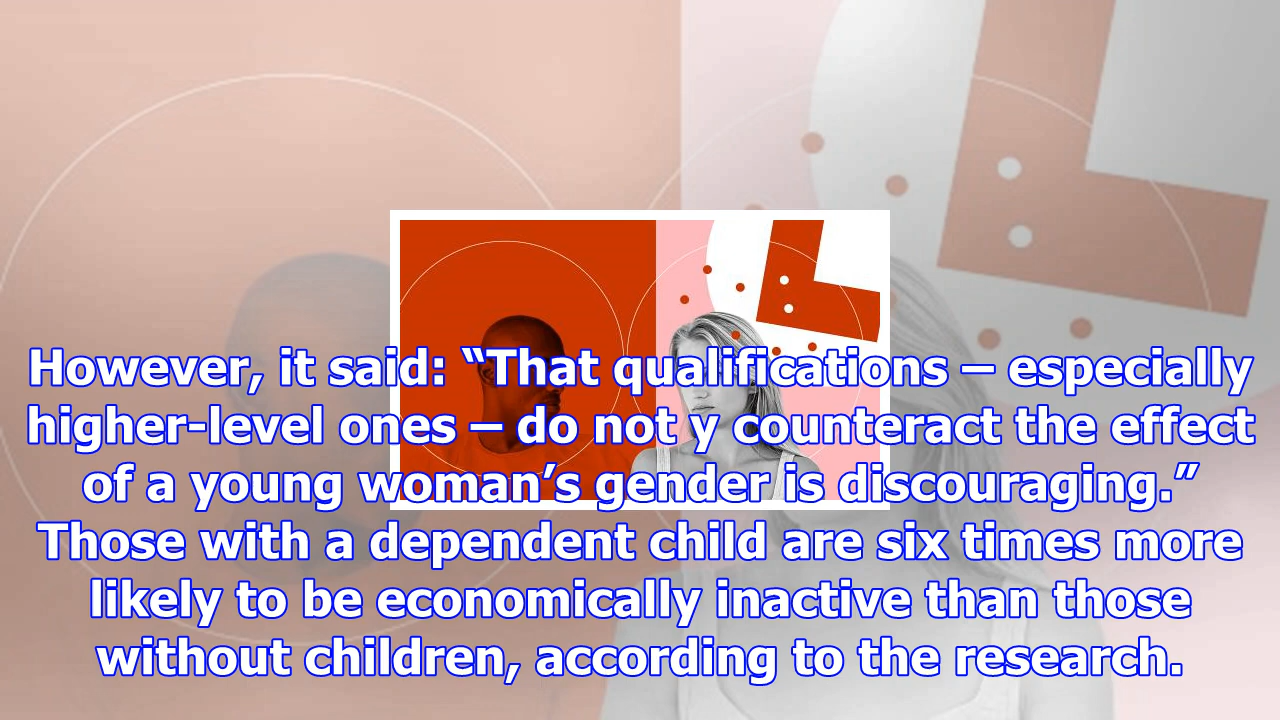 However, it said: “That qualifications – especially
higher-level ones – do not y counteract the effect
of a young woman’s gender is discouraging.”
Those with a dependent child are six times more
likely to be economically inactive than those
without children, according to the research.